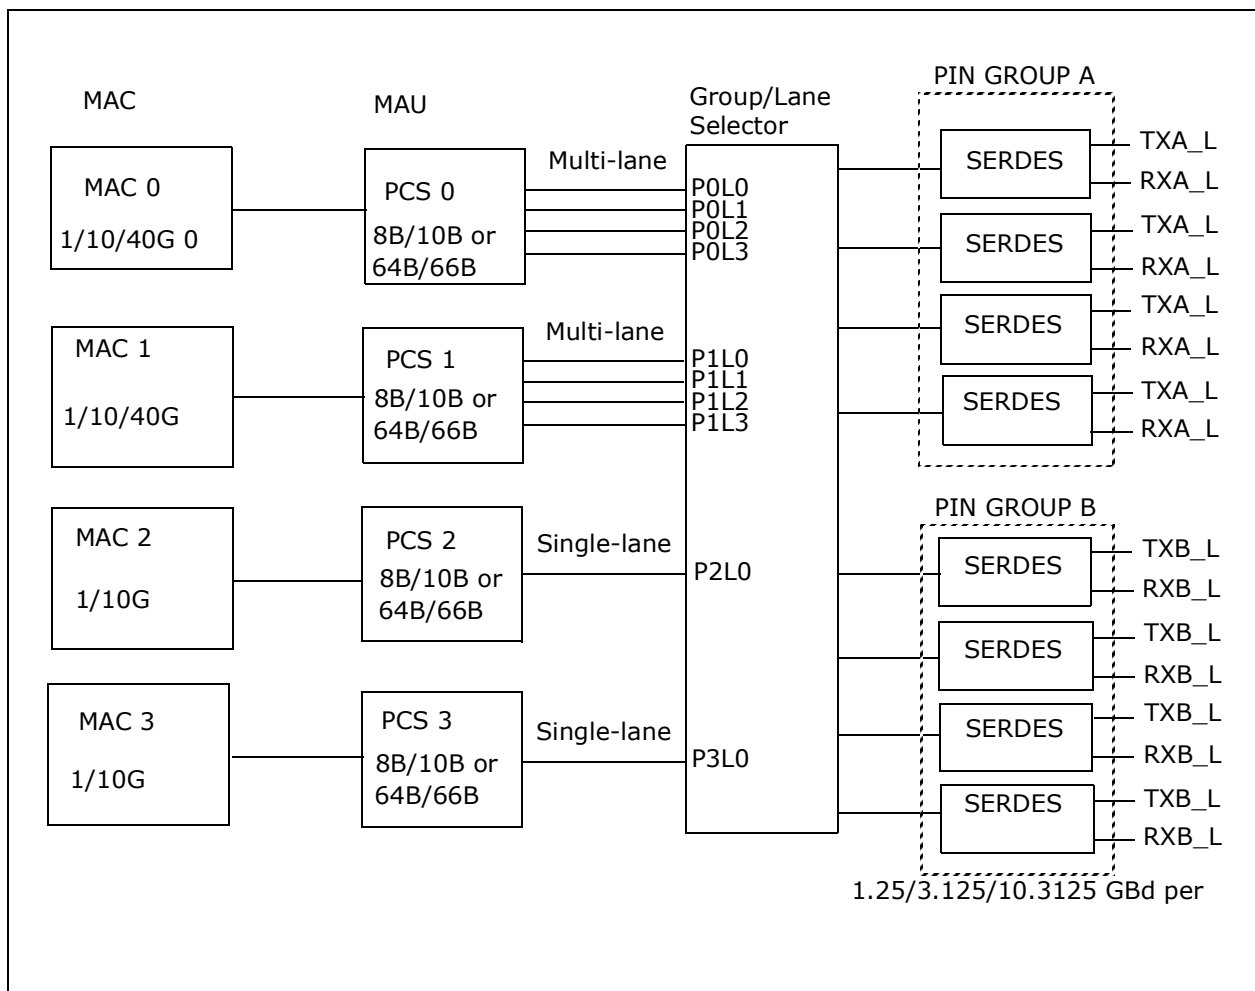 MAC
MAU
Group/Lane
Selector
PIN GROUP A
MAC 0
1/10/40G 0
PCS 0
8B/10B or
64B/66B
Multi-lane
P0L0
P0L1
P0L2
P0L3
SERDES
TXA_L
RXA_L
SERDES
TXA_L
RXA_L
MAC 1
1/10/40G
PCS 1
8B/10B or
64B/66B
Multi-lane
P1L0
P1L1
P1L2
P1L3
SERDES
TXA_L
RXA_L
SERDES
TXA_L
RXA_L
PIN GROUP B
MAC 2
1/10G
PCS 2
8B/10B or
64B/66B
Single-lane
P2L0
SERDES
TXB_L
RXB_L
SERDES
TXB_L
RXB_L
MAC 3
1/10G
PCS 3
8B/10B or
64B/66B
Single-lane
P3L0
SERDES
TXB_L
RXB_L
SERDES
TXB_L
RXB_L
1.25/3.125/10.3125 GBd per